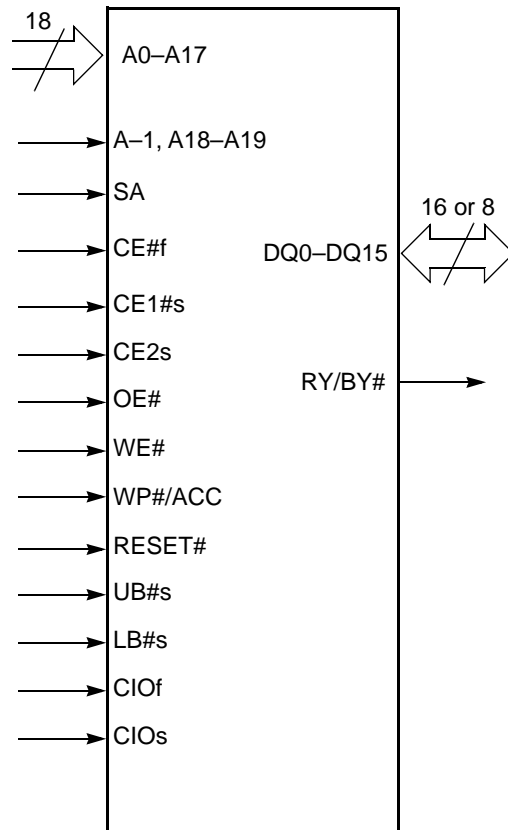 18
A0–A17
A–1, A18–A19
SA
16 or 8
CE#f
DQ0–DQ15
CE1#s
CE2s
RY/BY#
OE#
WE#
WP#/ACC
RESET#
UB#s
LB#s
CIOf
CIOs